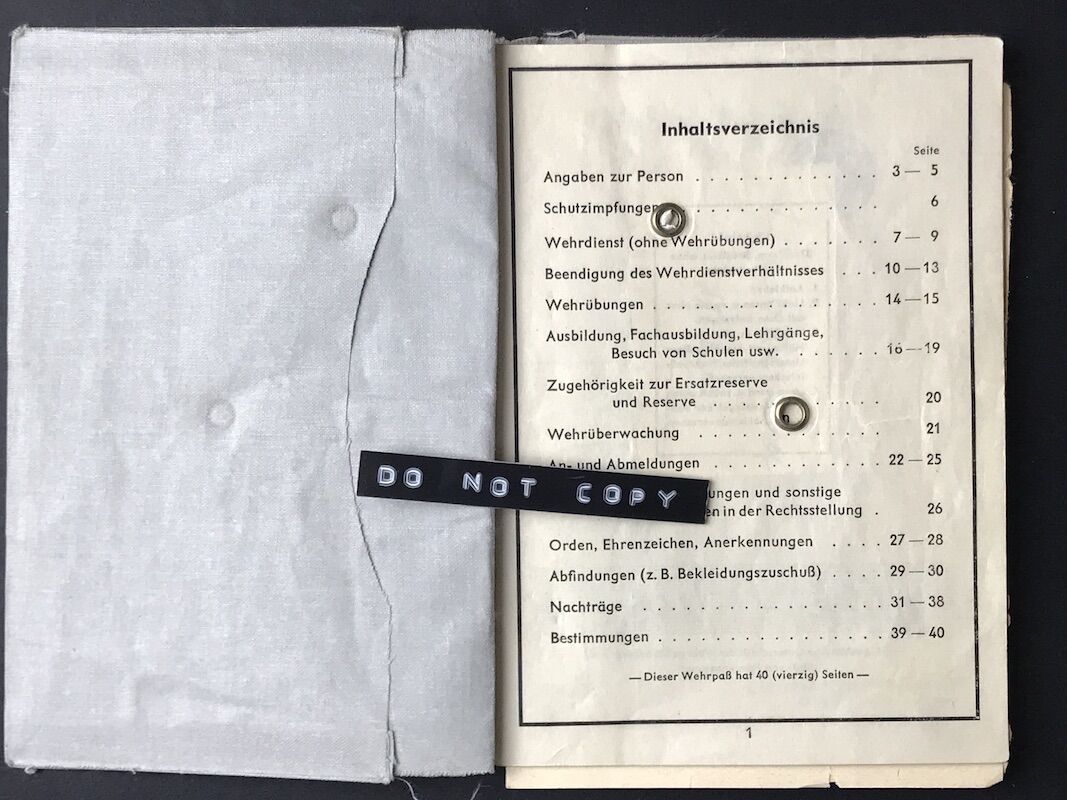 Inhaltsverzeichnis
Seite
Angaben zur Person . . . . . . . . . . . . . 3 — 5
Schutzimpfungen . . . . . . . . . . . . . 6
Wehrdienst (ohne Wehrübungen) . . . . . . . 7 — 9
Beendigung des Wehrdienstverhältnisses . . . 10 — 13
Wehrübungen . . . . . . . . . . . . . . . . 14 — 15
Ausbildung, Fachausbildung, Lehrgänge,
Besuch von Schulen usw. . . . . . . . 16 — 19
Zugehörigkeit zur Ersatzreserve
und Reserve . . . . . . . . . . . . 20
Wehrüberwachung . . . . . . . . . . . . . 21
An- und Abmeldungen . . . . . . . . . . . . 22 — 25
DO NOT COPY
und sonstige
in der Rechtsstellung . 26
Orden, Ehrenzeichen, Anerkennungen . . . . 27 — 28
Abfindungen (z. B. Bekleidungszuschuß) . . . . 29 — 30
Nachträge . . . . . . . . . . . . . . . . . 31 — 38
Bestimmungen . . . . . . . . . . . . . . . . 39 — 40
— Dieser Wehrpaß hat 40 (vierzig) Seiten —
1